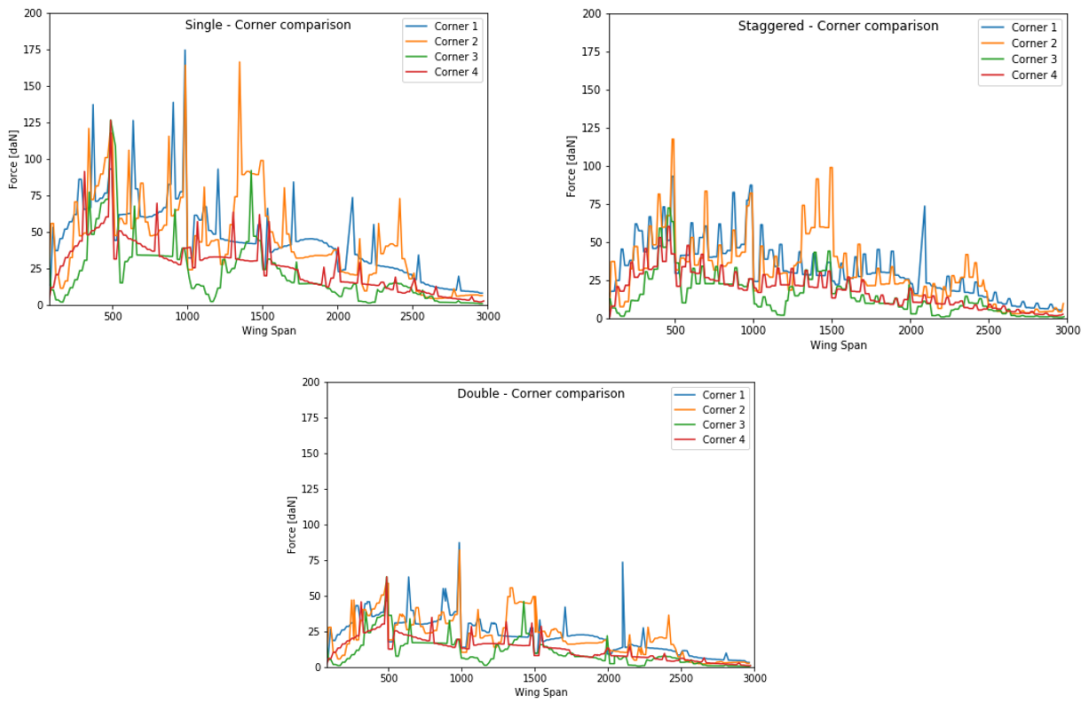 Single - Corner comparison
Corner 1
Corner 2
Corner 3
Corner 4
200
175
150
125
100
75
50
25
0
Force [daN]
500
1000
1500
2000
2500
3000
Wing Span
Staggered - Corner comparison
Corner 1
Corner 2
Corner 3
Corner 4
200
175
150
125
100
75
50
25
0
Force [daN]
500
1000
1500
2000
2500
3000
Wing Span
Double - Corner comparison
Corner 1
Corner 2
Corner 3
Corner 4
200
175
150
125
100
75
50
25
0
Force [daN]
500
1000
1500
2000
2500
3000
Wing Span